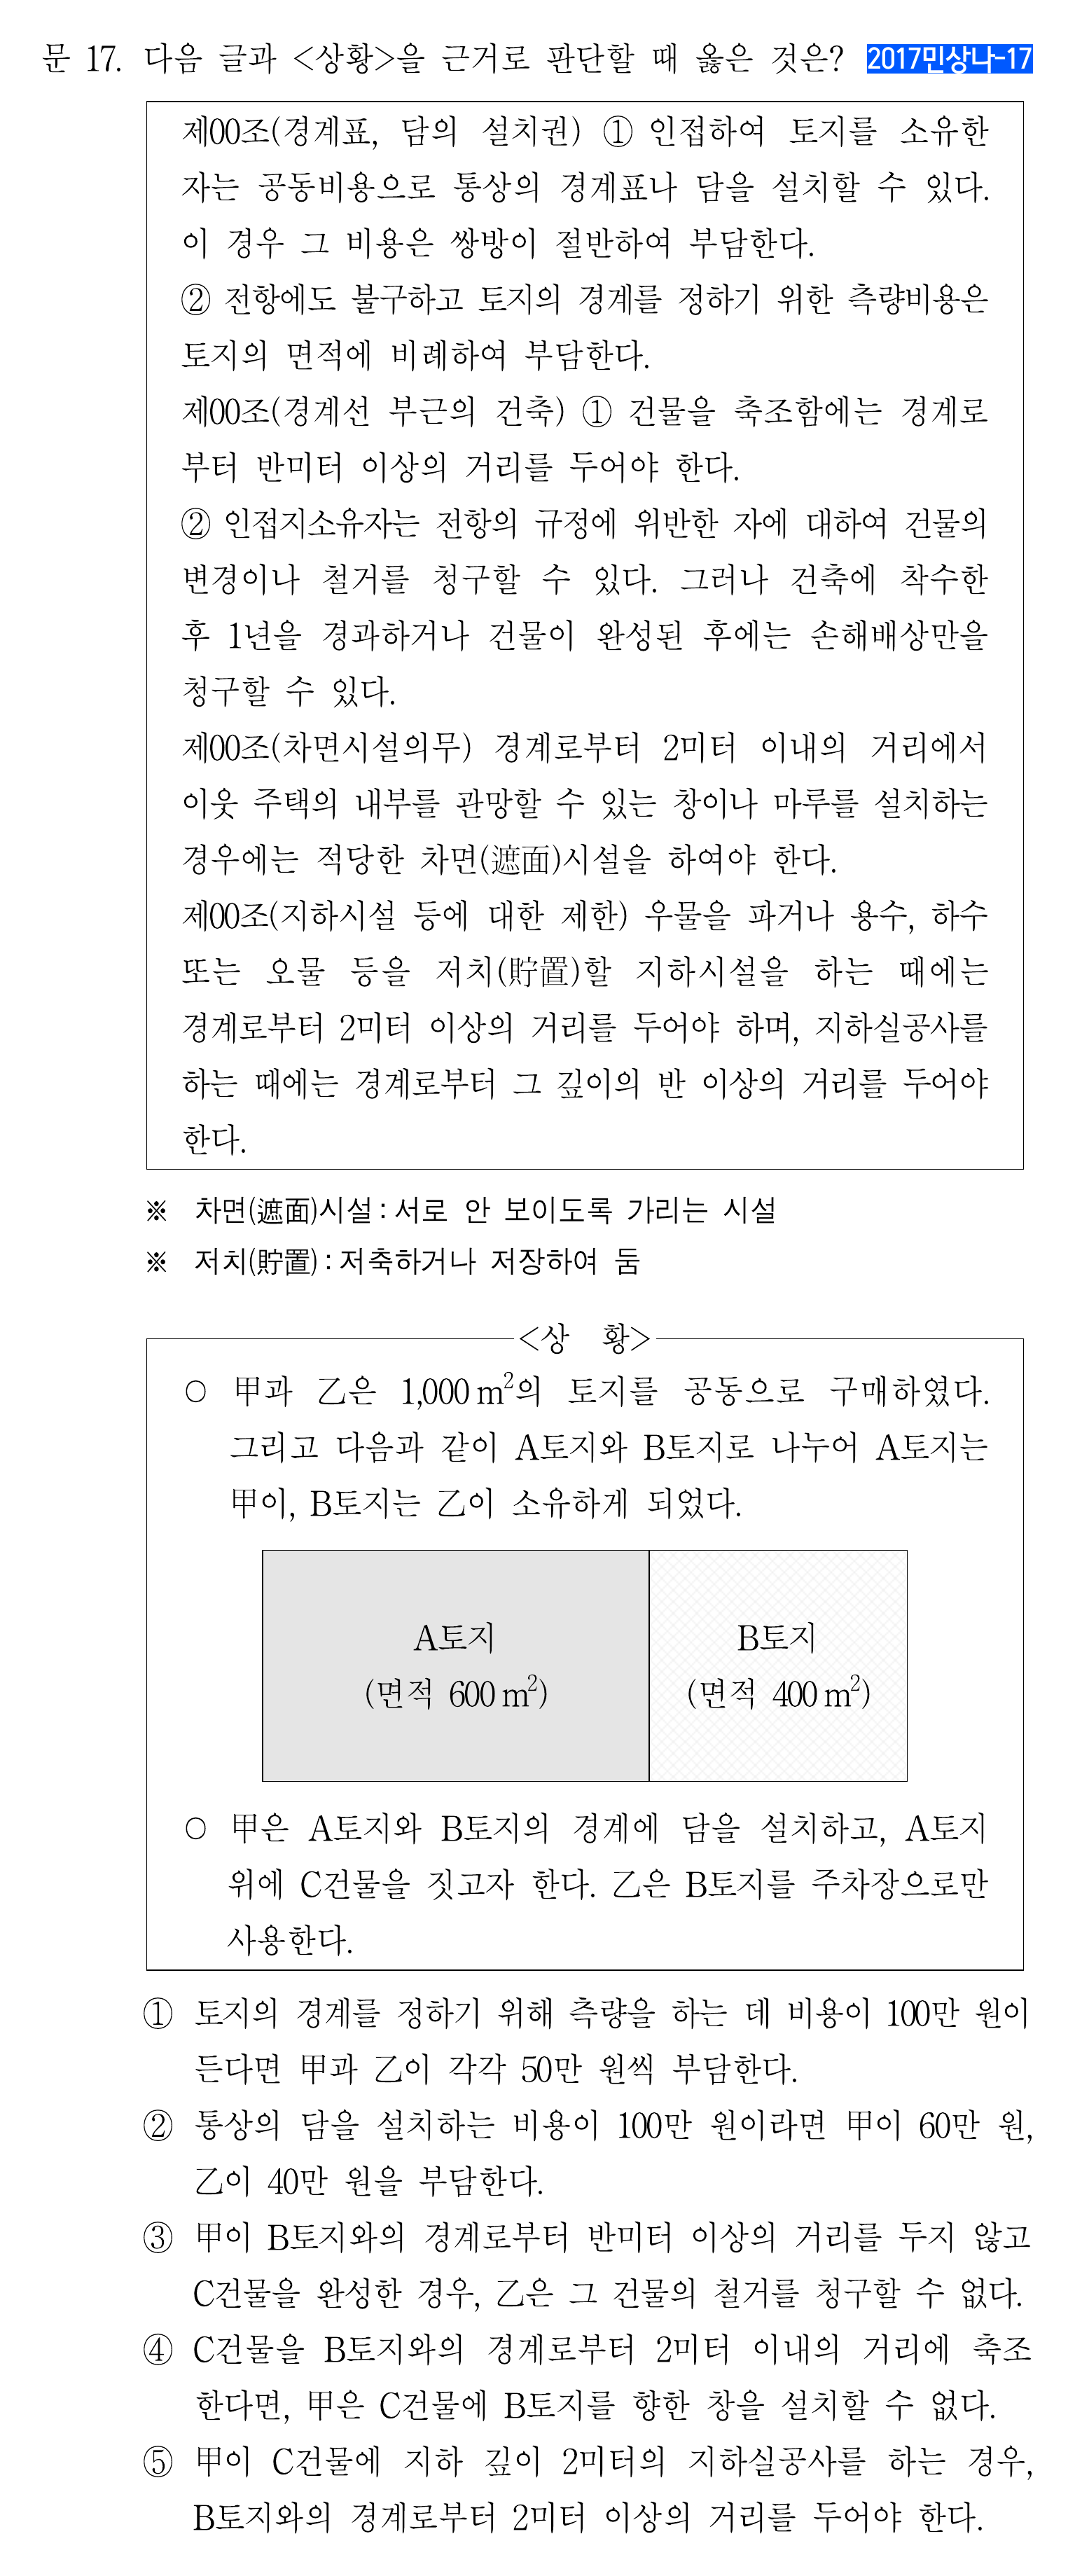 문 17. 다음 글과 <상황>을 근거로 판단할 때 옳은 것은? 2017민상나-17
제00조(경계표, 담의 설치권) ① 인접하여 토지를 소유한
자는 공동비용으로 통상의 경계표나 담을 설치할 수 있다.
이 경우 그 비용은 쌍방이 절반하여 부담한다.
② 전항에도 불구하고 토지의 경계를 정하기 위한 측량비용은
토지의 면적에 비례하여 부담한다.
제00조(경계선 부근의 건축) ① 건물을 축조함에는 경계로
부터 반미터 이상의 거리를 두어야 한다.
② 인접지소유자는 전항의 규정에 위반한 자에 대하여 건물의
변경이나 철거를 청구할 수 있다. 그러나 건축에 착수한
후 1년을 경과하거나 건물이 완성된 후에는 손해배상만을
청구할 수 있다.
제00조(차면시설의무) 경계로부터 2미터 이내의 거리에서
이웃 주택의 내부를 관망할 수 있는 창이나 마루를 설치하는
경우에는 적당한 차면(遮面)시설을 하여야 한다.
제00조(지하시설 등에 대한 제한) 우물을 파거나 용수, 하수
또는 오물 등을 저치(貯置)할 지하시설을 하는 때에는
경계로부터 2미터 이상의 거리를 두어야 하며, 지하실공사를
하는 때에는 경계로부터 그 깊이의 반 이상의 거리를 두어야
한다.
※ 차면(遮面)시설 : 서로 안 보이도록 가리는 시설
※ 저치(貯置) : 저축하거나 저장하여 둠
<상 황>
○ 甲과 乙은 1,000 m²의 토지를 공동으로 구매하였다.
그리고 다음과 같이 A토지와 B토지로 나누어 A토지는
甲이, B토지는 乙이 소유하게 되었다.
A토지 B토지
(면적 600 m²) (면적 400 m²)
○ 甲은 A토지와 B토지의 경계에 담을 설치하고, A토지
위에 C건물을 짓고자 한다. 乙은 B토지를 주차장으로만
사용한다.
① 토지의 경계를 정하기 위해 측량을 하는 데 비용이 100만 원이
든다면 甲과 乙이 각각 50만 원씩 부담한다.
② 통상의 담을 설치하는 비용이 100만 원이라면 甲이 60만 원,
乙이 40만 원을 부담한다.
③ 甲이 B토지와의 경계로부터 반미터 이상의 거리를 두지 않고
C건물을 완성한 경우, 乙은 그 건물의 철거를 청구할 수 없다.
④ C건물을 B토지와의 경계로부터 2미터 이내의 거리에 축조
한다면, 甲은 C건물에 B토지를 향한 창을 설치할 수 없다.
⑤ 甲이 C건물에 지하 깊이 2미터의 지하실공사를 하는 경우,
B토지와의 경계로부터 2미터 이상의 거리를 두어야 한다.